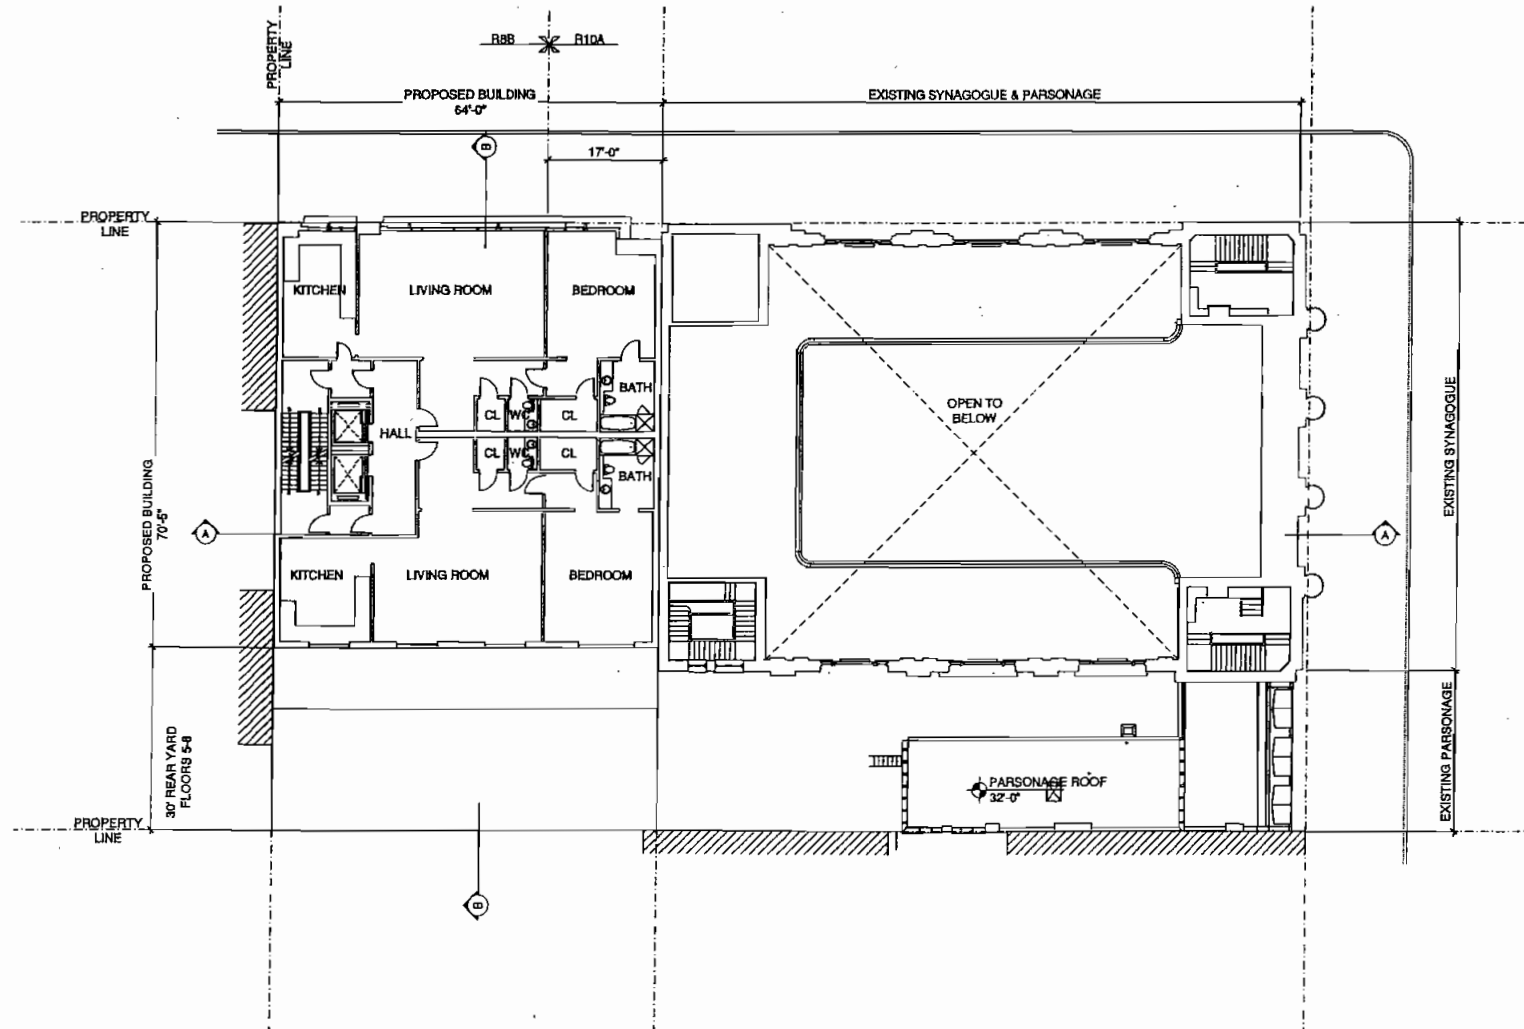 PROPERTY
LINE
R8B
R10A
PROPOSED BUILDING
64'-0"
EXISTING SYNAGOGUE & PARSONAGE
B
17'-0"
PROPERTY
LINE
KITCHEN
LIVING ROOM
BEDROOM
BATH
CL
WC
CL
HALL
CL
WC
CL
BATH
OPEN TO
BELOW
EXISTING SYNAGOGUE
PROPOSED BUILDING
70'-5"
A
A
KITCHEN
LIVING ROOM
BEDROOM
30' REAR YARD
FLOORS 5-8
PARSONAGE ROOF
32'-0"
EXISTING PARSONAGE
PROPERTY
LINE
B